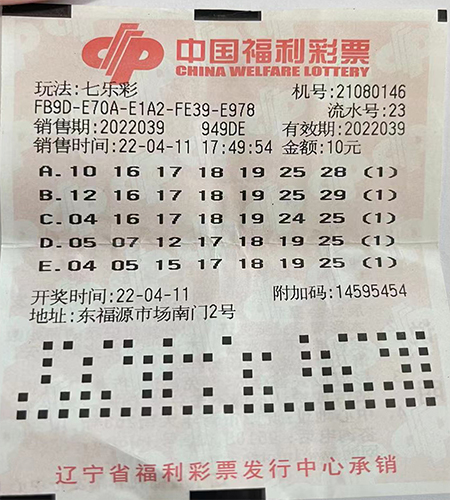 中国福利彩票
CHINA WELFARE LOTTERY
玩法:七乐彩 机号:21080146
FB9D-E70A-E1A2-FE39-E978 流水号:23
销售期:2022039 949DE 有效期:2022039
销售时间:22-04-11 17:49:54 金额:10元
A.10 16 17 18 19 25 28 (1)
B.12 16 17 18 19 25 29 (1)
C.04 16 17 18 19 24 25 (1)
D.05 07 12 17 18 19 25 (1)
E.04 05 15 17 18 19 25 (1)
开奖时间:22-04-11 附加码:14595454
地址:东福源市场南门2号
辽宁省福利彩票发行中心承销